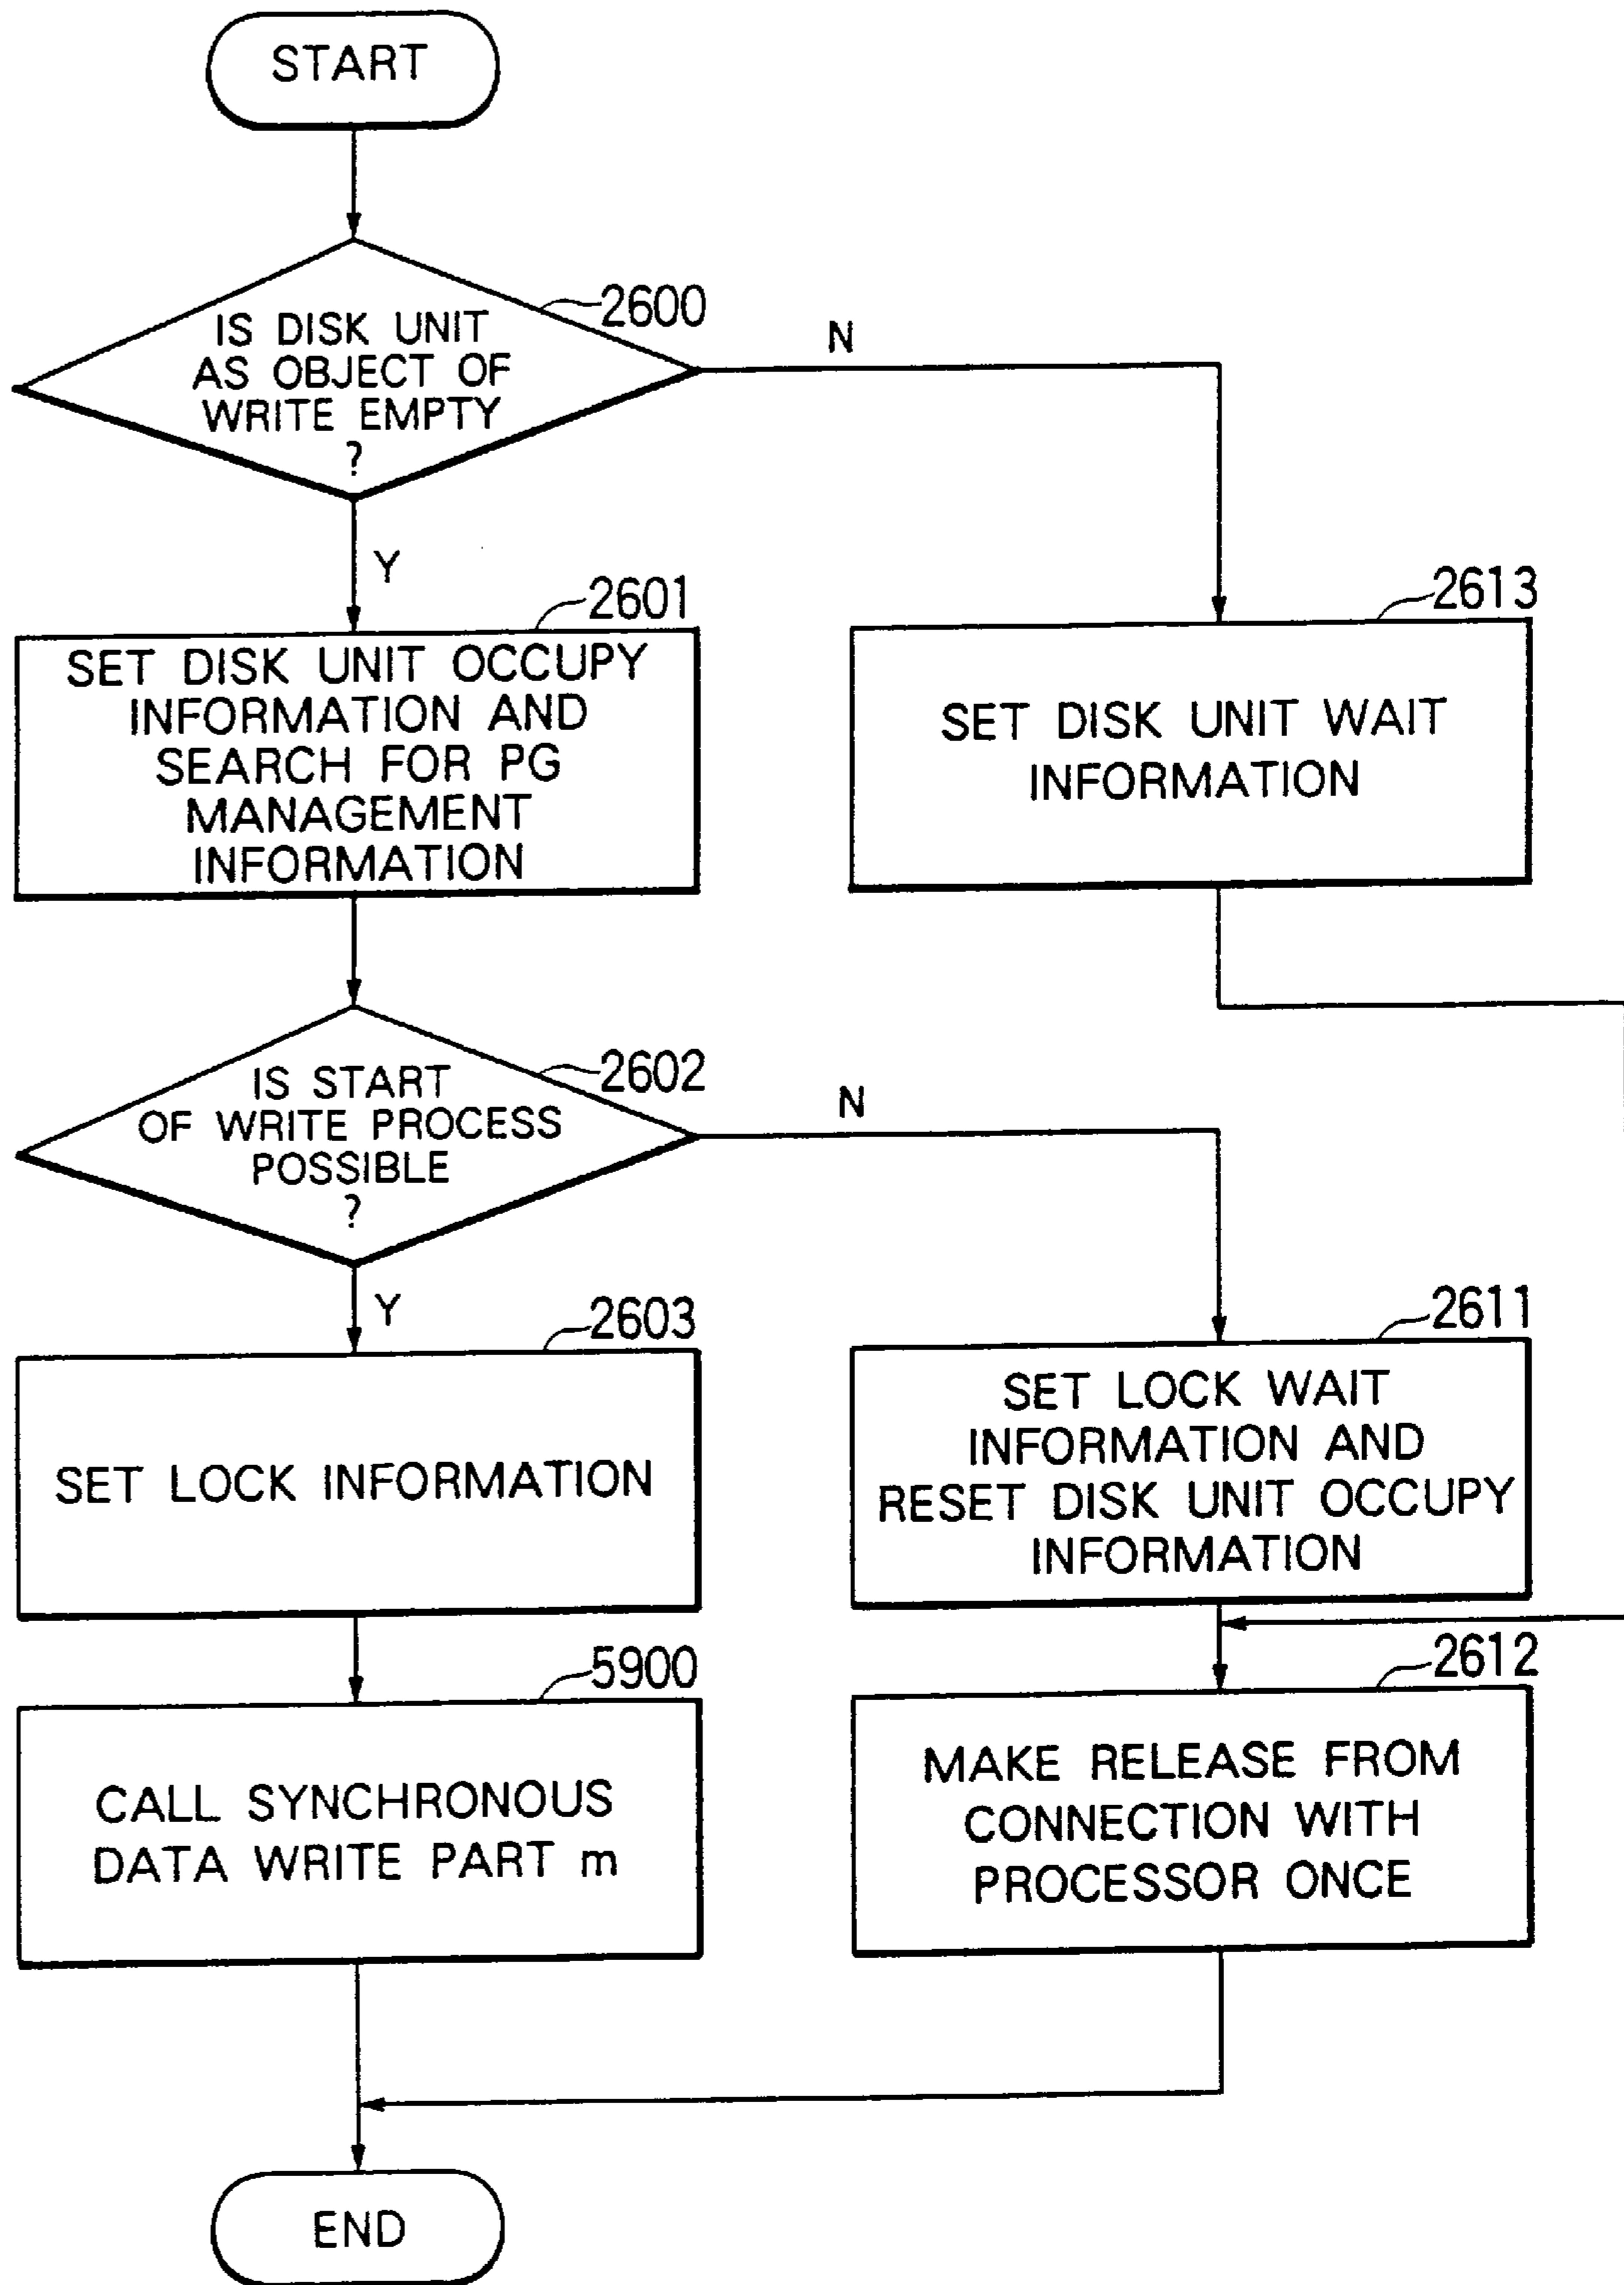 START
2600
IS DISK UNIT
AS OBJECT OF
WRITE EMPTY
?
N
Y
2601
SET DISK UNIT OCCUPY
INFORMATION AND
SEARCH FOR PG
MANAGEMENT
INFORMATION
2613
SET DISK UNIT WAIT
INFORMATION
2602
IS START
OF WRITE PROCESS
POSSIBLE
?
N
Y
2603
SET LOCK INFORMATION
2611
SET LOCK WAIT
INFORMATION AND
RESET DISK UNIT OCCUPY
INFORMATION
5900
CALL SYNCHRONOUS
DATA WRITE PART m
2612
MAKE RELEASE FROM
CONNECTION WITH
PROCESSOR ONCE
END